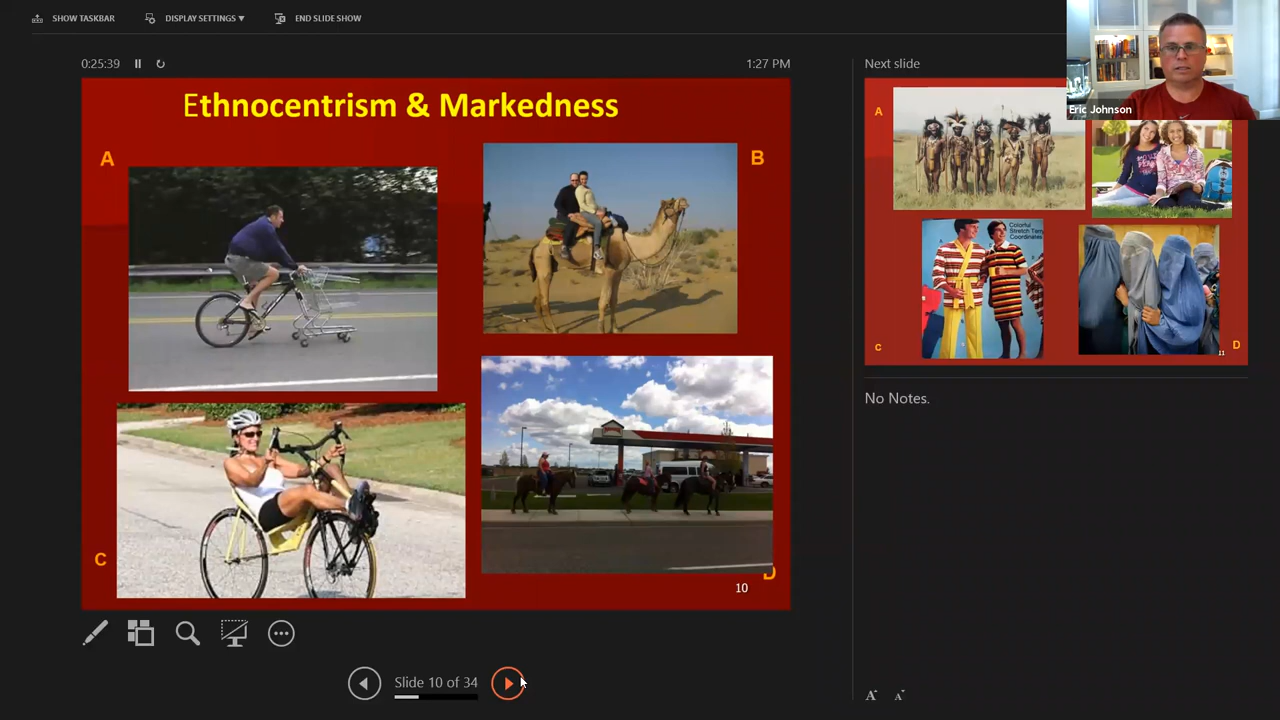 SHOW TASKBAR
DISPLAY SETTINGS ▼
END SLIDE SHOW
0:25:39
1:27 PM
Ethnocentrism & Markedness
A
B
C
D
10
Next slide
Eric Johnson
A
Colorful
Stretch Terry
Coordinates
C
D
11
No Notes.
Slide 10 of 34
A
A